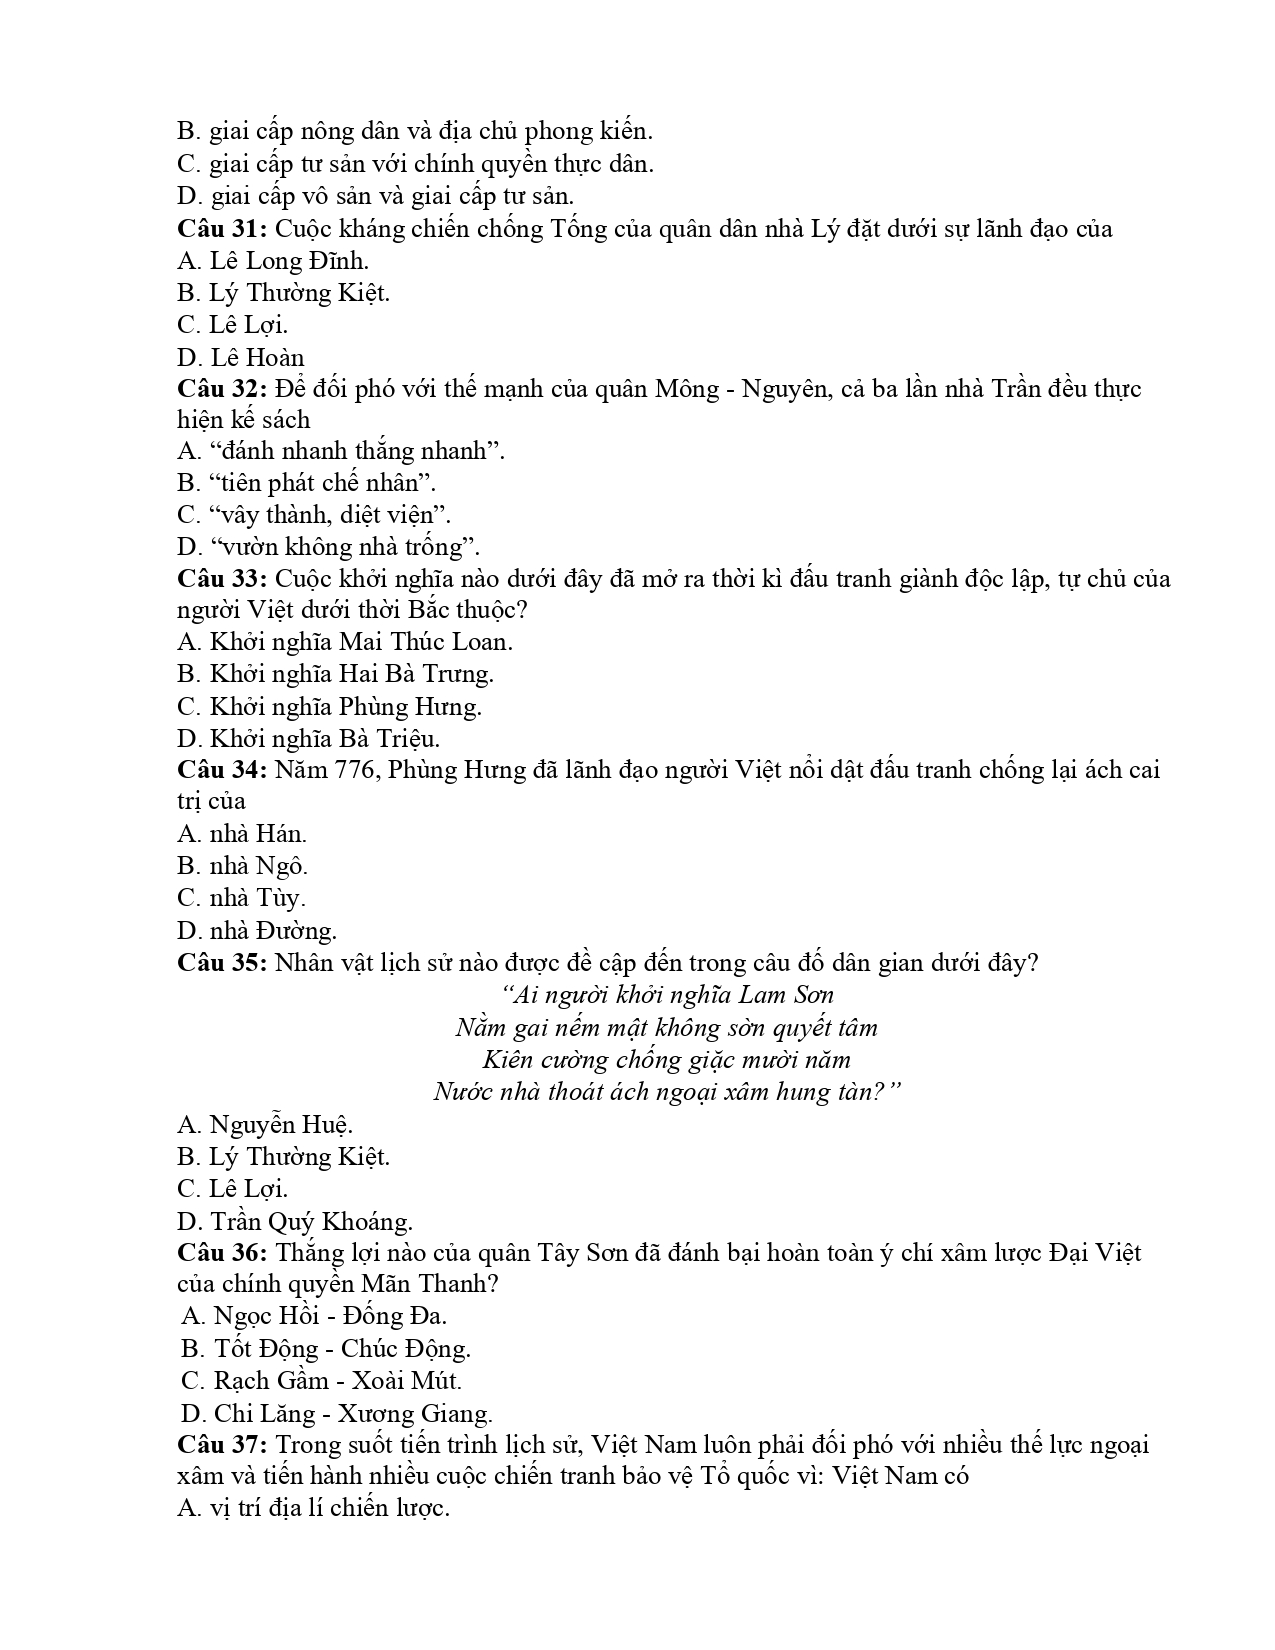 B. giai cấp nông dân và địa chủ phong kiến.
C. giai cấp tư sản với chính quyền thực dân.
D. giai cấp vô sản và giai cấp tư sản.
Câu 31: Cuộc kháng chiến chống Tống của quân dân nhà Lý đặt dưới sự lãnh đạo của
A. Lê Long Đĩnh.
B. Lý Thường Kiệt.
C. Lê Lợi.
D. Lê Hoàn
Câu 32: Để đối phó với thế mạnh của quân Mông - Nguyên, cả ba lần nhà Trần đều thực
hiện kế sách
A. “đánh nhanh thắng nhanh”.
B. “tiên phát chế nhân”.
C. “vây thành, diệt viện”.
D. “vườn không nhà trống”.
Câu 33: Cuộc khởi nghĩa nào dưới đây đã mở ra thời kì đấu tranh giành độc lập, tự chủ của
người Việt dưới thời Bắc thuộc?
A. Khởi nghĩa Mai Thúc Loan.
B. Khởi nghĩa Hai Bà Trưng.
C. Khởi nghĩa Phùng Hưng.
D. Khởi nghĩa Bà Triệu.
Câu 34: Năm 776, Phùng Hưng đã lãnh đạo người Việt nổi dật đấu tranh chống lại ách cai
trị của
A. nhà Hán.
B. nhà Ngô.
C. nhà Tùy.
D. nhà Đường.
Câu 35: Nhân vật lịch sử nào được đề cập đến trong câu đố dân gian dưới đây?
“Ai người khởi nghĩa Lam Sơn
Nằm gai nếm mật không sờn quyết tâm
Kiên cường chống giặc mười năm
Nước nhà thoát ách ngoại xâm hung tàn?”
A. Nguyễn Huệ.
B. Lý Thường Kiệt.
C. Lê Lợi.
D. Trần Quý Khoáng.
Câu 36: Thắng lợi nào của quân Tây Sơn đã đánh bại hoàn toàn ý chí xâm lược Đại Việt
của chính quyền Mãn Thanh?
A. Ngọc Hồi - Đống Đa.
B. Tốt Động - Chúc Động.
C. Rạch Gầm - Xoài Mút.
D. Chi Lăng - Xương Giang.
Câu 37: Trong suốt tiến trình lịch sử, Việt Nam luôn phải đối phó với nhiều thế lực ngoại
xâm và tiến hành nhiều cuộc chiến tranh bảo vệ Tổ quốc vì: Việt Nam có
A. vị trí địa lí chiến lược.